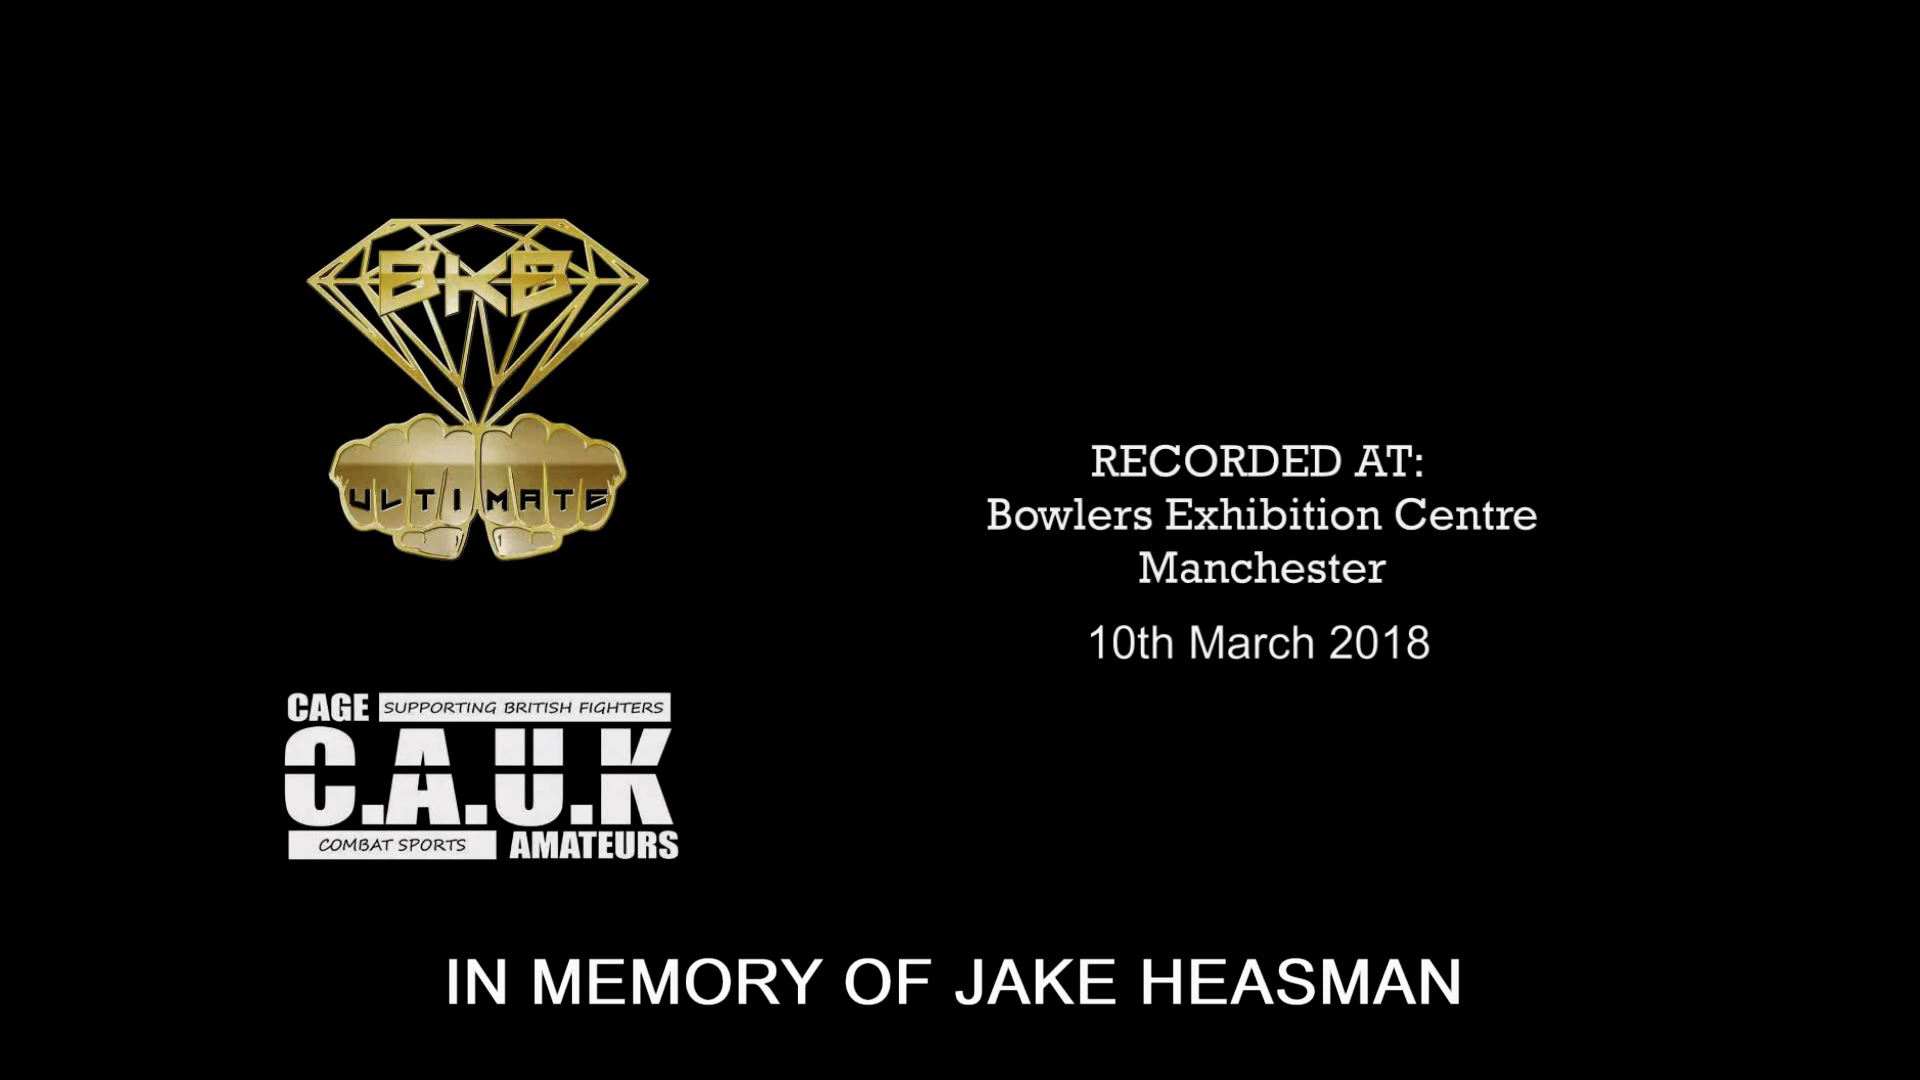 BKB
ULTIMATE
RECORDED AT:
Bowlers Exhibition Centre
Manchester
10th March 2018
CAGE SUPPORTING BRITISH FIGHTERS
C.A.U.K
COMBAT SPORTS AMATEURS
IN MEMORY OF JAKE HEASMAN